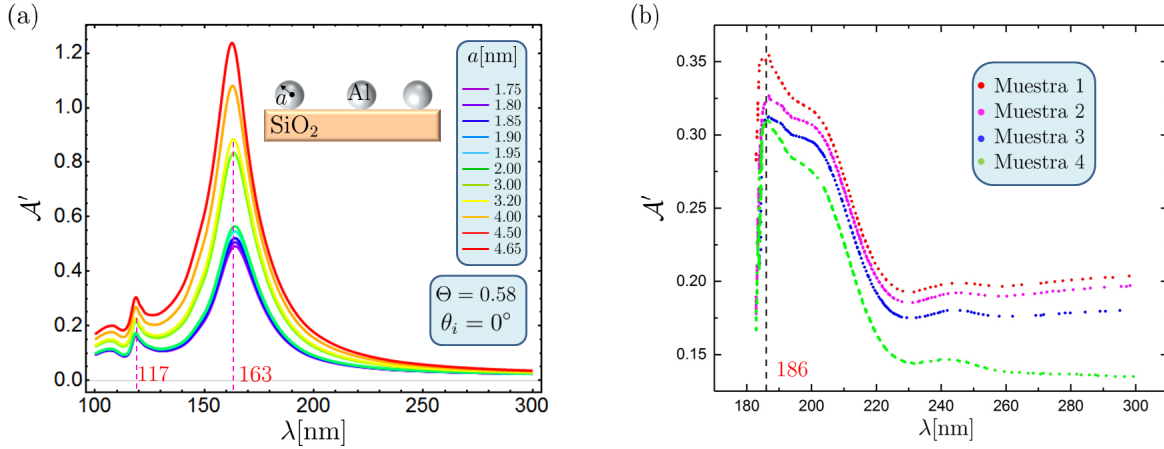 (a)
1.2
1.0
0.8
0.6
0.4
0.2
0.0
𝒜′
100
150
200
250
300
λ[nm]
117
163
a
Al
SiO₂
a[nm]
1.75
1.80
1.85
1.90
1.95
2.00
3.00
3.20
4.00
4.50
4.65
Θ = 0.58
θᵢ = 0°
(b)
0.35
0.30
0.25
0.20
0.15
𝒜′
180
200
220
240
260
280
300
λ[nm]
186
Muestra 1
Muestra 2
Muestra 3
Muestra 4